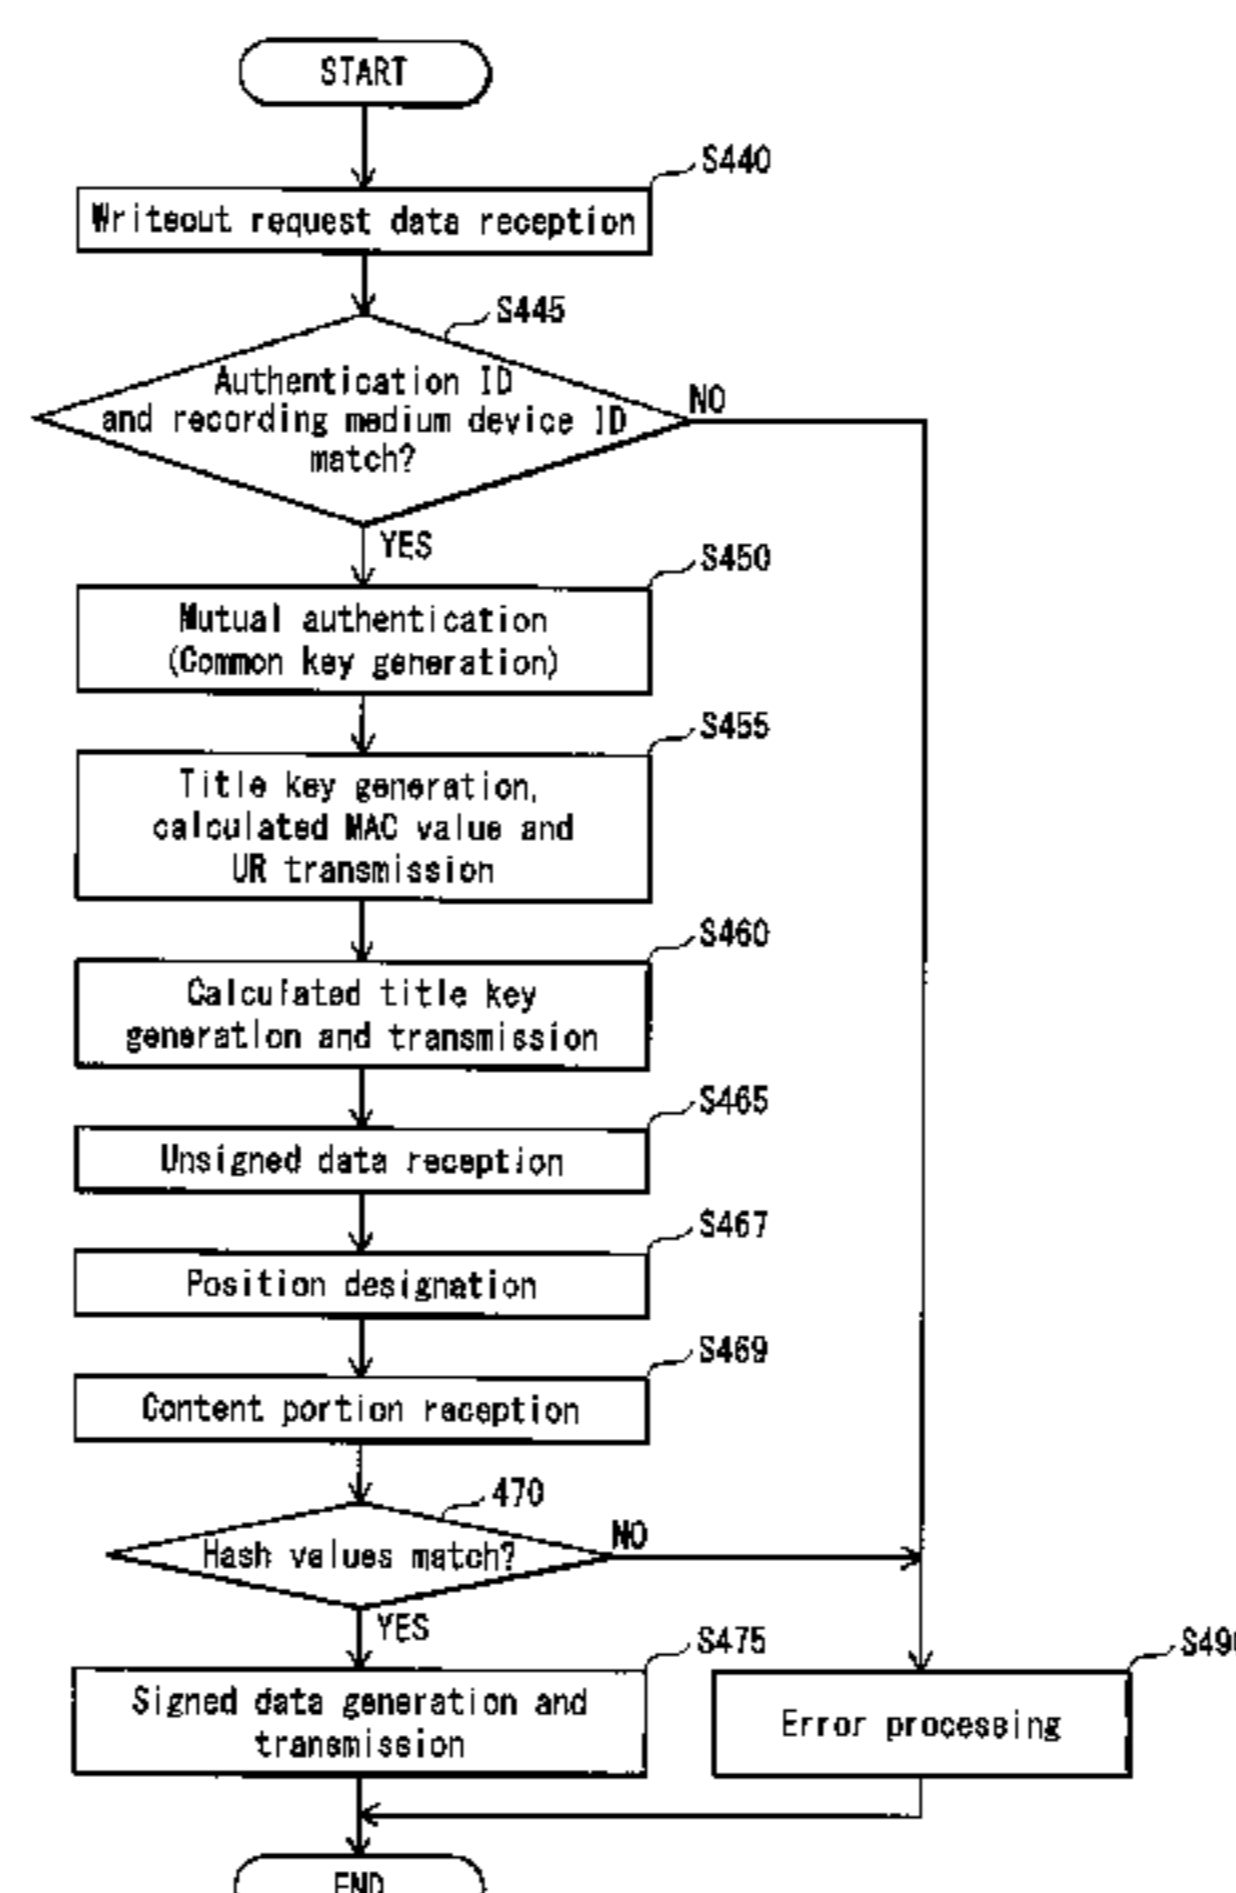 START
S440
Writeout request data reception
S445
Authentication ID
and recording medium device ID
match?
NO
YES
S450
Mutual authentication
(Common key generation)
S455
Title key generation,
calculated MAC value and
UR transmission
S460
Calculated title key
generation and transmission
S465
Unsigned data reception
S467
Position designation
S469
Content portion reception
470
Hash values match?
NO
YES
S475
Signed data generation and
transmission
S490
Error processing
END